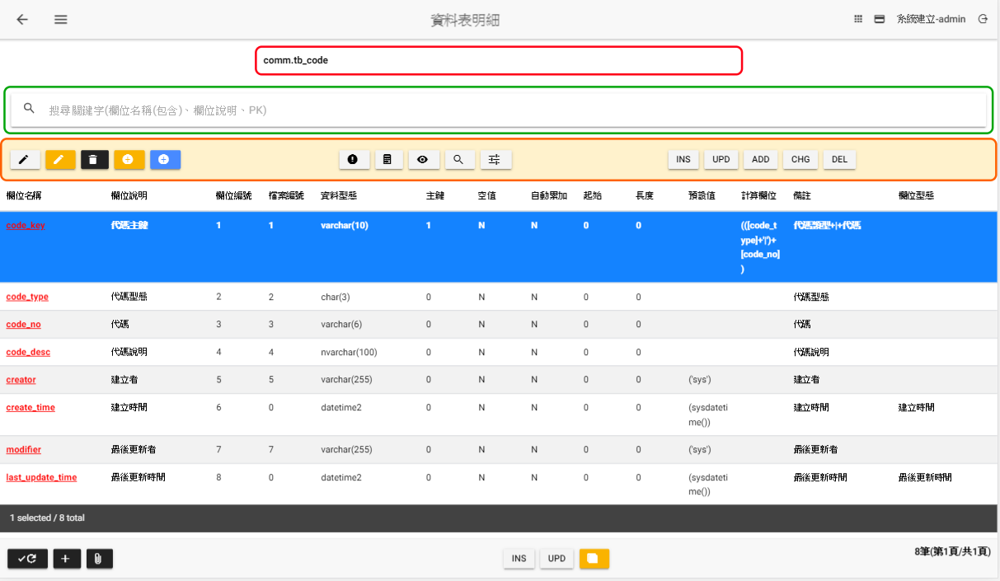 資料表明細
系統建立-admin
comm.tb_code
搜尋關鍵字(欄位名稱(包含)、欄位說明、PK)
INS UPD ADD CHG DEL
欄位名稱 欄位說明 欄位編號 檔案編號 資料型態 主鍵 空值 自動累加 起始 長度 預設值 計算欄位 備註 欄位型態
code_key 代碼主鍵 1 1 varchar(10) 1 N N 0 0 (([code_t 代碼類型+|+代碼
ype]+'|')+
[code_no]
)
code_type 代碼型態 2 2 char(3) 0 N N 0 0 代碼型態
code_no 代碼 3 3 varchar(6) 0 N N 0 0 代碼
code_desc 代碼說明 4 4 nvarchar(100) 0 N N 0 0 代碼說明
creator 建立者 5 5 varchar(255) 0 N N 0 0 ('sys') 建立者
create_time 建立時間 6 0 datetime2 0 N N 0 0 (sysdateti 建立時間 建立時間
me())
modifier 最後更新者 7 7 varchar(255) 0 N N 0 0 ('sys') 最後更新者
last_update_time 最後更新時間 8 0 datetime2 0 N N 0 0 (sysdateti 最後更新時間 最後更新時間
me())
1 selected / 8 total
INS UPD
8筆(第1頁/共1頁)